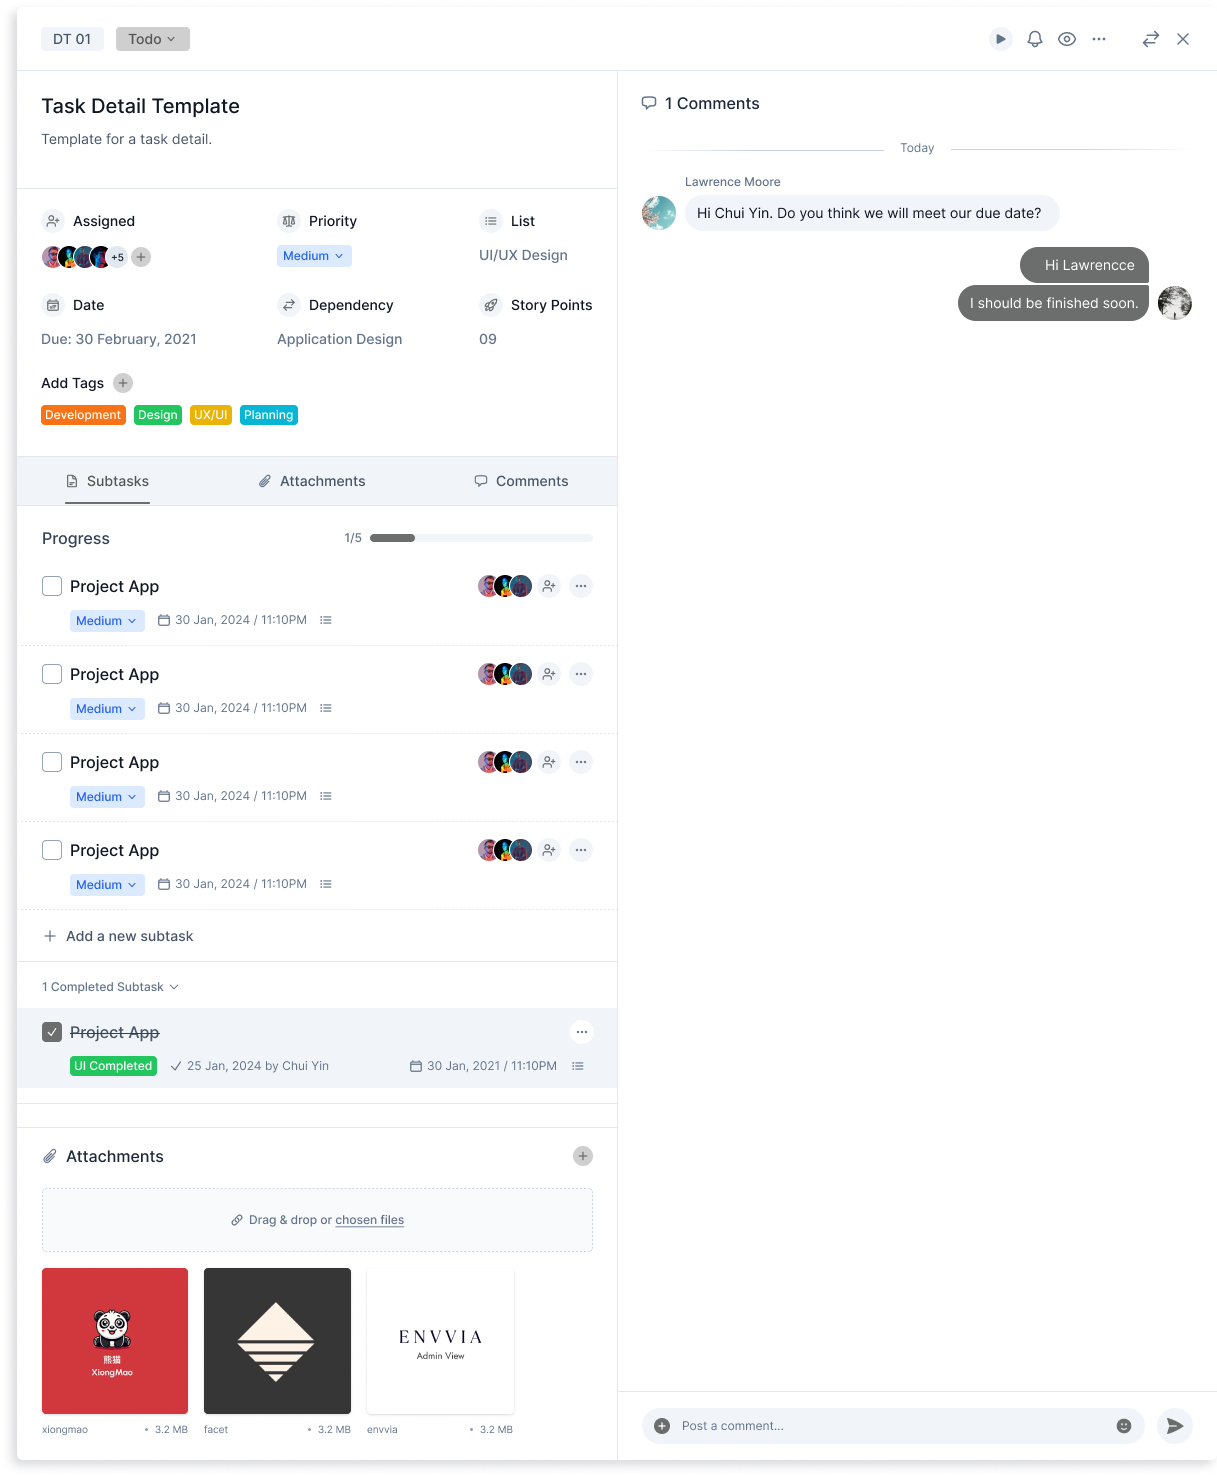 DT 01
Todo
Task Detail Template
Template for a task detail.
Assigned
Priority
List
+5
Medium
UI/UX Design
Date
Dependency
Story Points
Due: 30 February, 2021
Application Design
09
Add Tags
Development Design UX/UI Planning
Subtasks
Attachments
Comments
Progress
1/5
Project App
Medium
30 Jan, 2024 / 11:10PM
Project App
Medium
30 Jan, 2024 / 11:10PM
Project App
Medium
30 Jan, 2024 / 11:10PM
Project App
Medium
30 Jan, 2024 / 11:10PM
Add a new subtask
1 Completed Subtask
Project App
UI Completed
25 Jan, 2024 by Chui Yin
30 Jan, 2021 / 11:10PM
Attachments
Drag & drop or chosen files
熊猫
XiongMao
ENVVIA
Admin View
xiongmao
• 3.2 MB
facet
• 3.2 MB
envvia
• 3.2 MB
1 Comments
Today
Lawrence Moore
Hi Chui Yin. Do you think we will meet our due date?
Hi Lawrencce
I should be finished soon.
Post a comment...